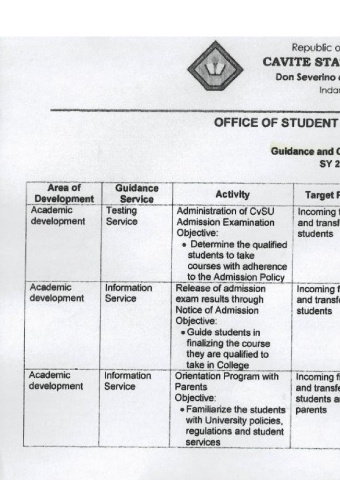 Republic o
CAVITE STA
Don Severino
Inda
OFFICE OF STUDENT
Guidance and
SY 2
Area of Development
Guidance Service
Activity
Target
Academic development
Testing Service
Administration of CvSU
Admission Examination
Objective:
• Determine the qualified
students to take
courses with adherence
to the Admission Policy
Incoming f
and transf
students
Academic development
Information Service
Release of admission
exam results through
Notice of Admission
Objective:
• Guide students in
finalizing the course
they are qualified to
take in College
Incoming f
and transfe
students
Academic development
Information Service
Orientation Program with
Parents
Objective:
• Familiarize the students
with University policies,
regulations and student
services
Incoming fi
and transfe
students a
parents